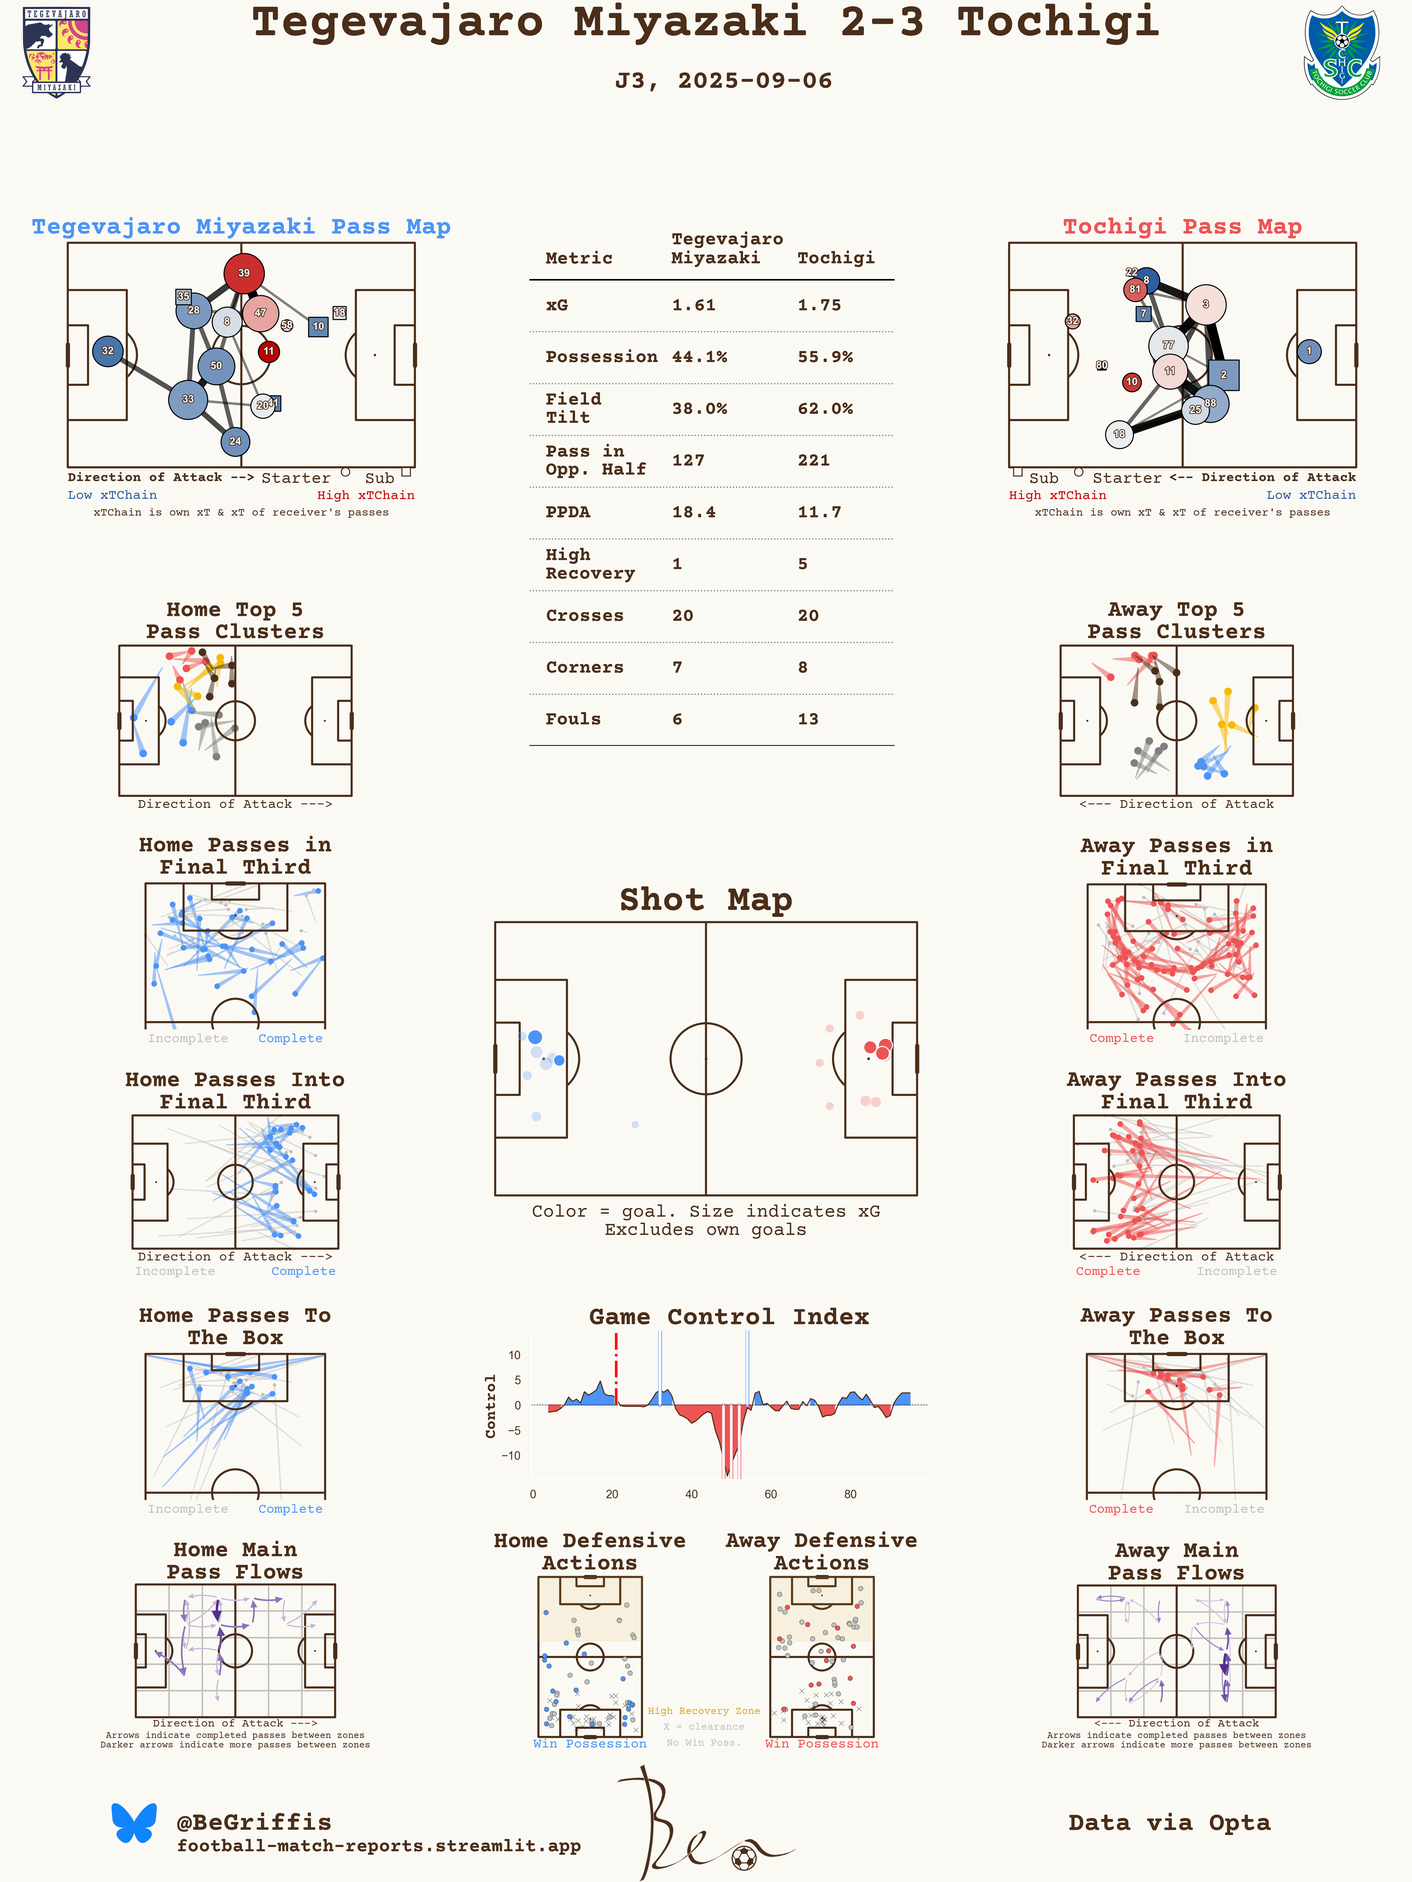 Tegevajaro Miyazaki 2-3 Tochigi
J3, 2025-09-06
TEGEVAJARO
MIYAZAKI
TOCHIGI
SC
TOCHIGI SOCCER CLUB
Tegevajaro Miyazaki Pass Map
39
35
28
8
47
58
10
18
32
50
11
33
20
24
Direction of Attack --> Starter Sub
Low xTChain High xTChain
xTChain is own xT & xT of receiver's passes
Metric Tegevajaro Miyazaki Tochigi
xG 1.61 1.75
Possession 44.1% 55.9%
Field Tilt 38.0% 62.0%
Pass in Opp. Half 127 221
PPDA 18.4 11.7
High Recovery 1 5
Crosses 20 20
Corners 7 8
Fouls 6 13
Tochigi Pass Map
22
8
81
3
7
32
77
1
80
10
11
2
88
25
18
Sub Starter <-- Direction of Attack
High xTChain Low xTChain
xTChain is own xT & xT of receiver's passes
Home Top 5
Pass Clusters
Direction of Attack --->
Away Top 5
Pass Clusters
<--- Direction of Attack
Home Passes in
Final Third
Incomplete Complete
Away Passes in
Final Third
Complete Incomplete
Shot Map
Color = goal. Size indicates xG
Excludes own goals
Home Passes Into
Final Third
Direction of Attack --->
Incomplete Complete
Away Passes Into
Final Third
<--- Direction of Attack
Complete Incomplete
Home Passes To
The Box
Incomplete Complete
Game Control Index
Control
10
5
0
−5
−10
0 20 40 60 80
Away Passes To
The Box
Complete Incomplete
Home Main
Pass Flows
Direction of Attack --->
Arrows indicate completed passes between zones
Darker arrows indicate more passes between zones
Home Defensive
Actions
Win Possession
High Recovery Zone
X = clearance
No Win Poss.
Away Defensive
Actions
Win Possession
Away Main
Pass Flows
<--- Direction of Attack
Arrows indicate completed passes between zones
Darker arrows indicate more passes between zones
@BeGriffis
football-match-reports.streamlit.app
Ben
Data via Opta